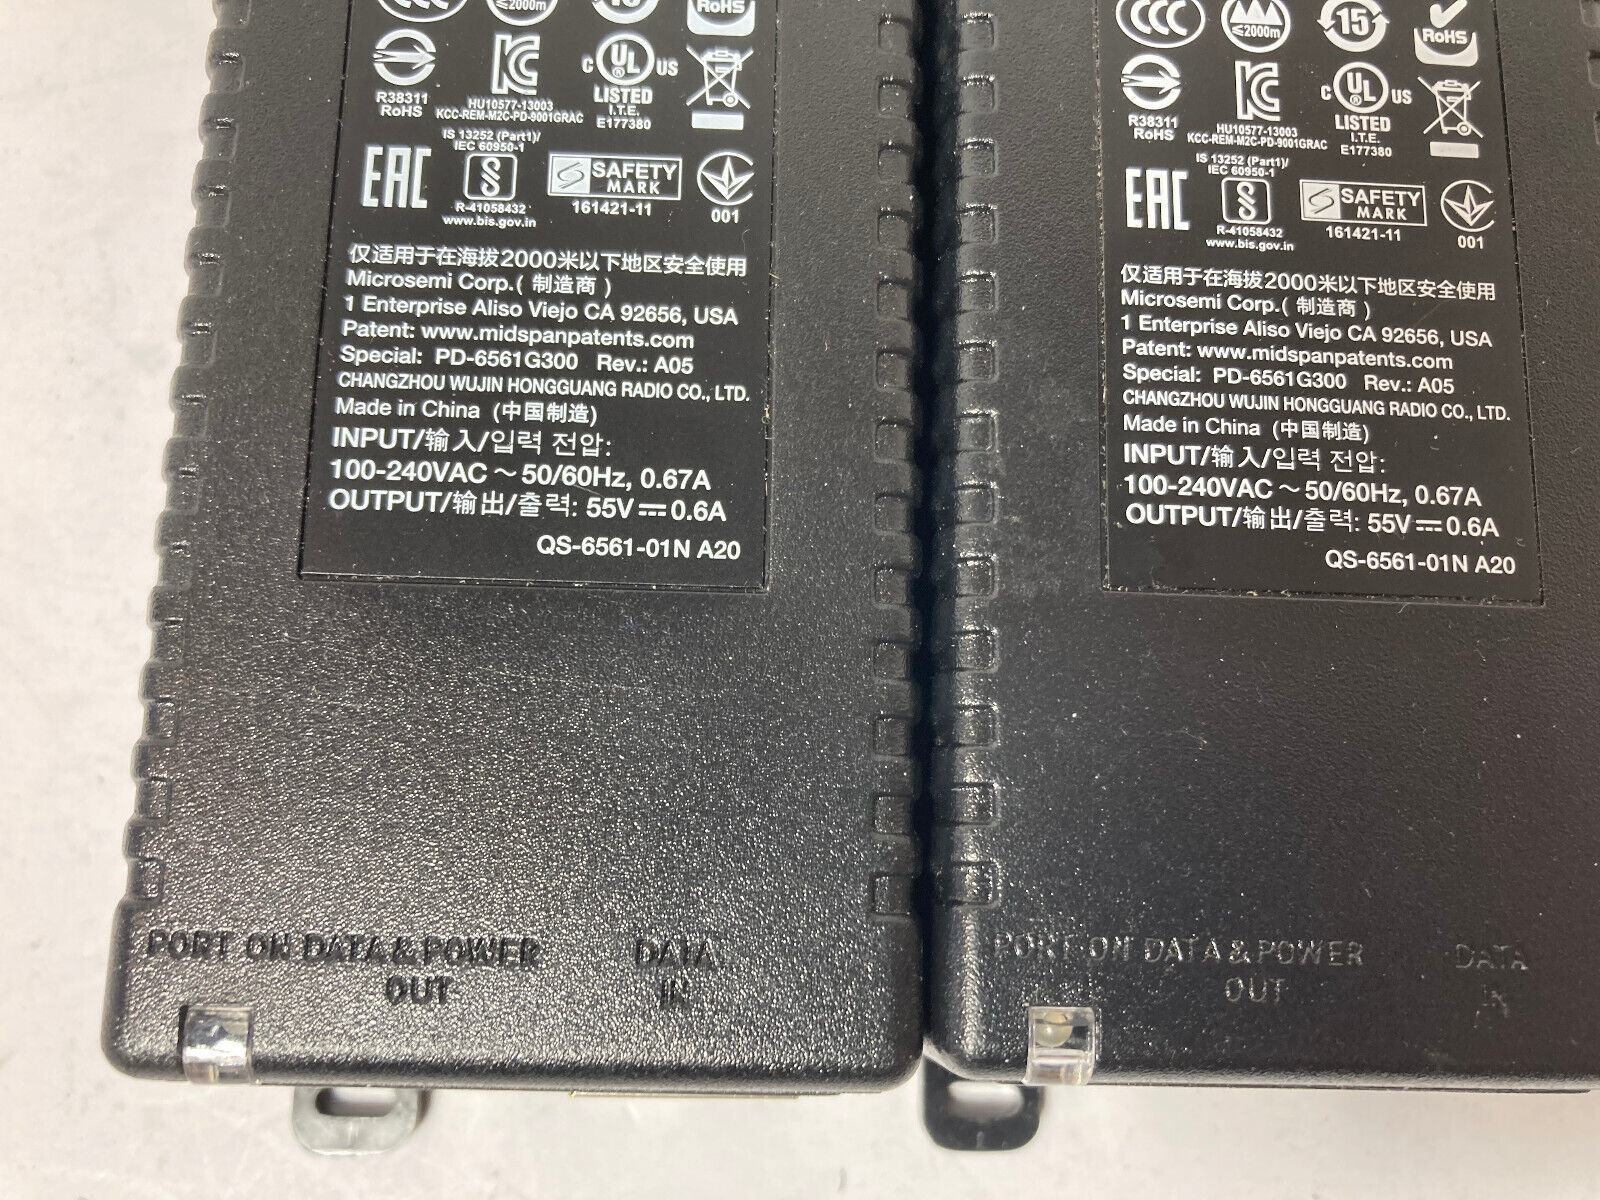 ≤2000m
15
RoHS
R38311
RoHS
HU10577-13003
KCC-REM-M2C-PD-9001GRAC
C UL US
®
LISTED
I.T.E.
E177380
IS 13252 (Part1)/
IEC 60950-1
EAC
R-41058432
www.bis.gov.in
SAFETY
MARK
161421-11
001
仅适用于在海拔2000米以下地区安全使用
Microsemi Corp.( 制造商 )
1 Enterprise Aliso Viejo CA 92656, USA
Patent: www.midspanpatents.com
Special: PD-6561G300 Rev.: A05
CHANGZHOU WUJIN HONGGUANG RADIO CO., LTD.
Made in China (中国制造)
INPUT/输入/입력 전압:
100-240VAC ～ 50/60Hz, 0.67A
OUTPUT/输出/출력: 55V ⎓ 0.6A
QS-6561-01N A20
PORT ON DATA & POWER
OUT
DATA
IN
CCC
≤2000m
15
RoHS
R38311
RoHS
HU10577-13003
KCC-REM-M2C-PD-9001GRAC
C UL US
®
LISTED
I.T.E.
E177380
IS 13252 (Part1)/
IEC 60950-1
EAC
R-41058432
www.bis.gov.in
SAFETY
MARK
161421-11
001
仅适用于在海拔2000米以下地区安全使用
Microsemi Corp.( 制造商 )
1 Enterprise Aliso Viejo CA 92656, USA
Patent: www.midspanpatents.com
Special: PD-6561G300 Rev.: A05
CHANGZHOU WUJIN HONGGUANG RADIO CO., LTD.
Made in China (中国制造)
INPUT/输入/입력 전압:
100-240VAC ～ 50/60Hz, 0.67A
OUTPUT/输出/출력: 55V ⎓ 0.6A
QS-6561-01N A20
PORT ON DATA & POWER
OUT
DATA
IN